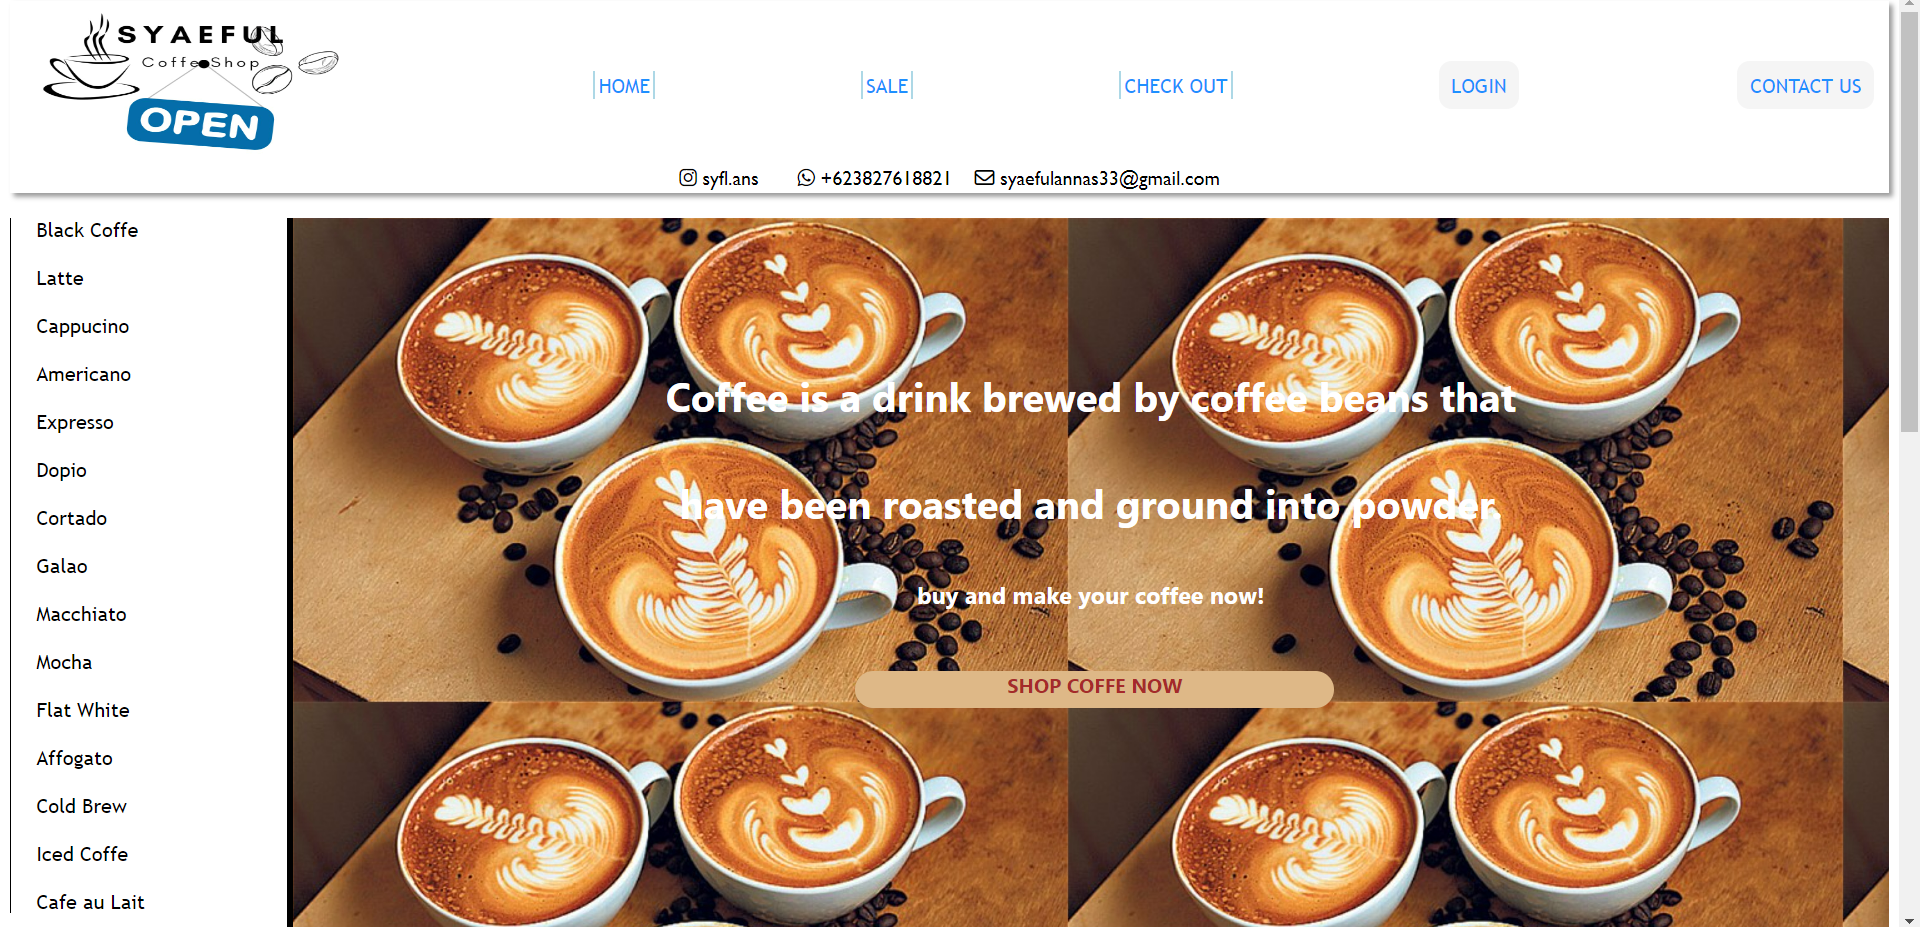 SYAEFUL
Coffe Shop
OPEN
HOME
SALE
CHECK OUT
LOGIN
CONTACT US
syfl.ans +623827618821 syaefulannas33@gmail.com
Black Coffe
Latte
Cappucino
Americano
Expresso
Dopio
Cortado
Galao
Macchiato
Mocha
Flat White
Affogato
Cold Brew
Iced Coffe
Cafe au Lait
Coffee is a drink brewed by coffee beans that
have been roasted and ground into powder.
buy and make your coffee now!
SHOP COFFE NOW